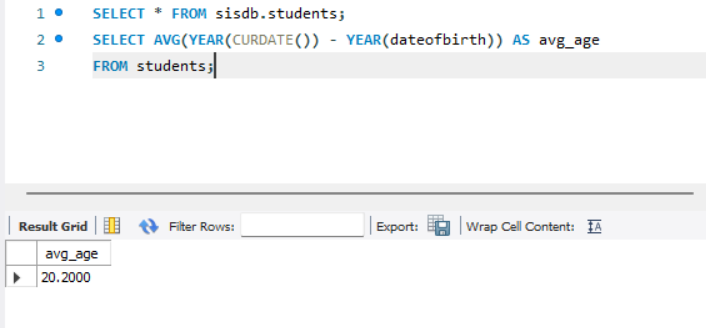 1 SELECT * FROM sisdb.students;
2 SELECT AVG(YEAR(CURDATE()) - YEAR(dateofbirth)) AS avg_age
3 FROM students;
Result Grid Filter Rows: Export: Wrap Cell Content:
avg_age
20.2000